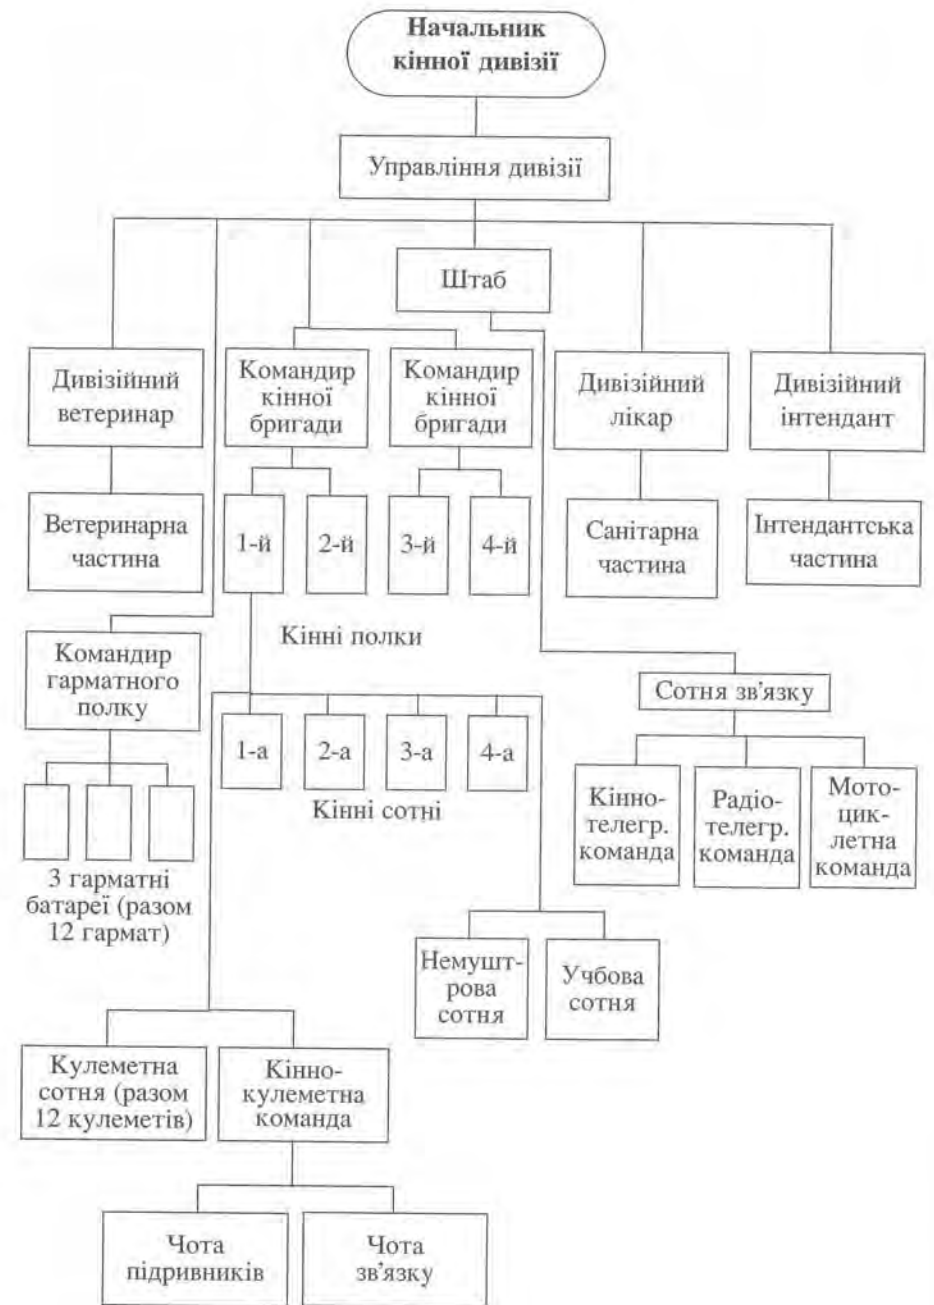 Начальник
кінної дивізії
Управління дивізії
Штаб
Дивізійний
ветеринар
Командир
кінної
бригади
Командир
кінної
бригади
Дивізійний
лікар
Дивізійний
інтендант
Ветеринарна
частина
1-й
2-й
3-й
4-й
Санітарна
частина
Інтендантська
частина
Кінні полки
Командир
гарматного
полку
Сотня зв'язку
1-а
2-а
3-а
4-а
Кінні сотні
Кінно-
телегр.
команда
Радіо-
телегр.
команда
Мото-
цик-
летна
команда
3 гарматні
батареї (разом
12 гармат)
Немушт-
рова
сотня
Учбова
сотня
Кулеметна
сотня (разом
12 кулеметів)
Кінно-
кулеметна
команда
Чота
підривників
Чота
зв'язку